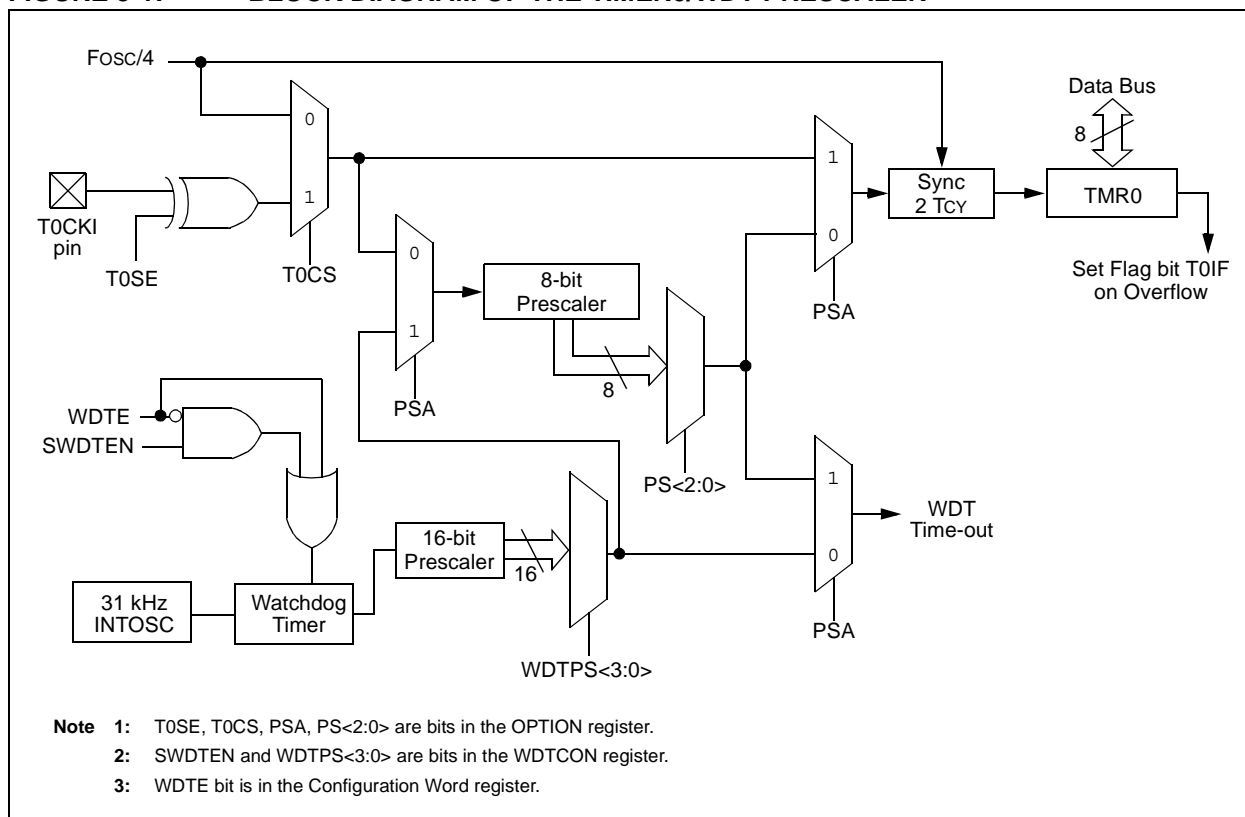 FIGURE
BLOCK DIAGRAM OF THE TIMER0/WDT PRESCALER
FOSC/4
Data Bus
0
8
1
1
T0CKI
pin
Sync
2 TCY
TMR0
T0SE
T0CS
0
0
8-bit
Prescaler
Set Flag bit T0IF
on Overflow
PSA
1
8
WDTE
PSA
SWDTEN
PS<2:0>
1
WDT
Time-out
16-bit
Prescaler
16
0
31 kHz
INTOSC
Watchdog
Timer
PSA
WDTPS<3:0>
Note 1: T0SE, T0CS, PSA, PS<2:0> are bits in the OPTION register.
2: SWDTEN and WDTPS<3:0> are bits in the WDTCON register.
3: WDTE bit is in the Configuration Word register.